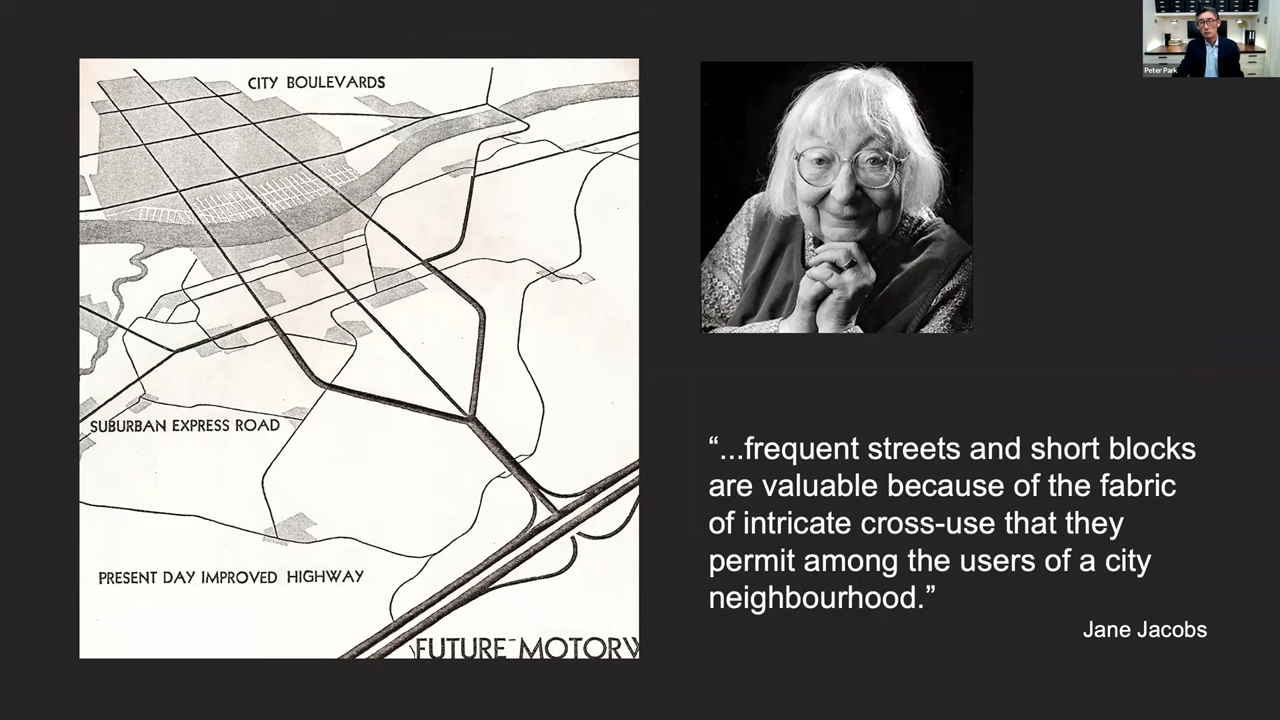 Peter Park
CITY BOULEVARDS
SUBURBAN EXPRESS ROAD
PRESENT DAY IMPROVED HIGHWAY
FUTURE MOTORW
“...frequent streets and short blocks
are valuable because of the fabric
of intricate cross-use that they
permit among the users of a city
neighbourhood.”
Jane Jacobs